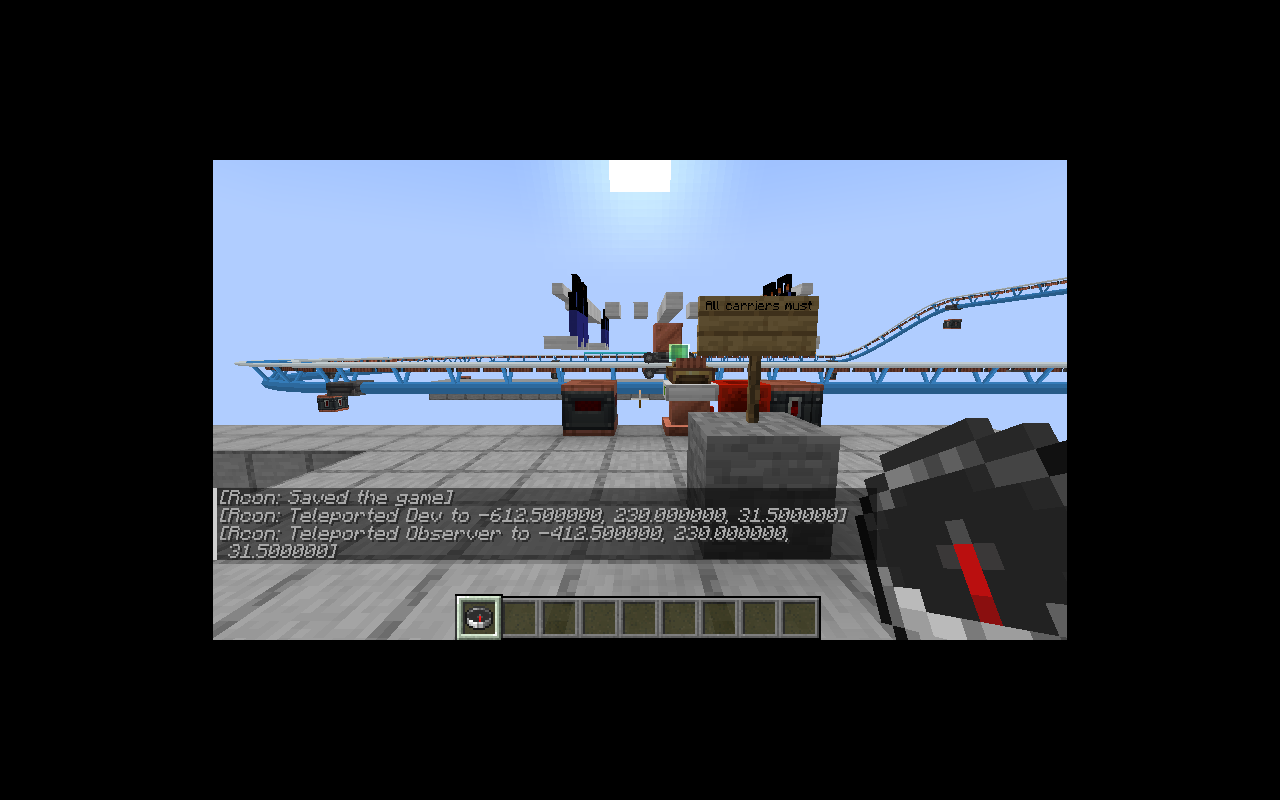 All carriers must
[Rcon: Saved the game]
[Rcon: Teleported Dev to -612.500000, 230.000000, 31.500000]
[Rcon: Teleported Observer to -412.500000, 230.000000,
31.500000]